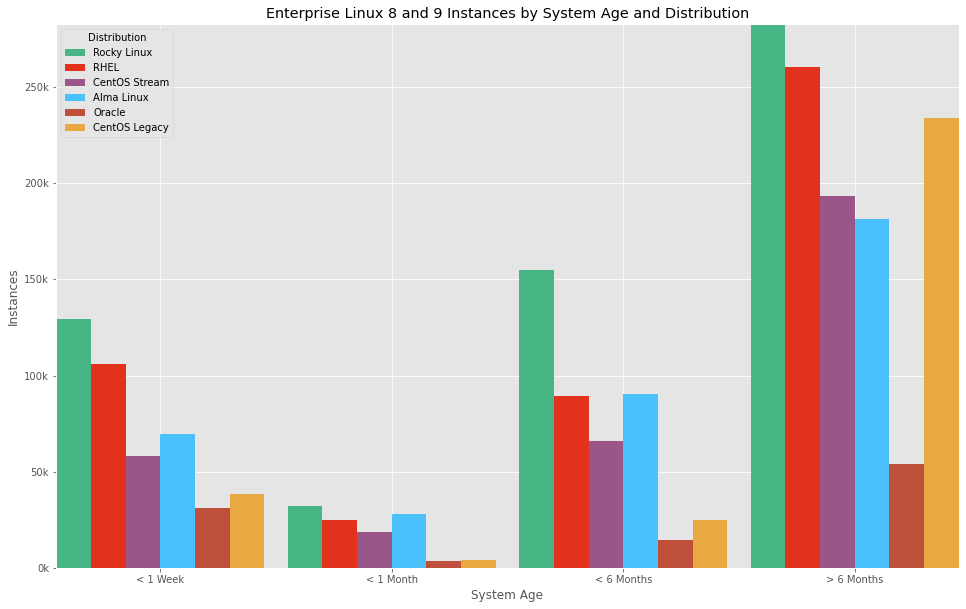 Enterprise Linux 8 and 9 Instances by System Age and Distribution
Distribution
Rocky Linux
RHEL
CentOS Stream
Alma Linux
Oracle
CentOS Legacy
250k
200k
150k
100k
50k
0k
Instances
< 1 Week
< 1 Month
< 6 Months
> 6 Months
System Age